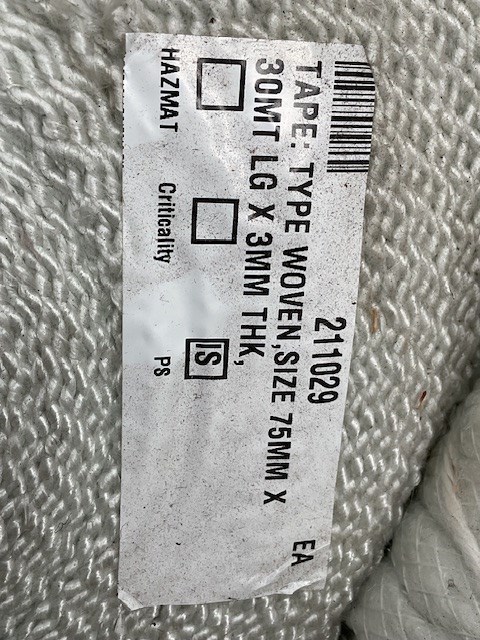 211029
TAPE: TYPE WOVEN,SIZE 75MM X EA
30MT LG X 3MM THK,
IS
HAZMAT Criticality PS